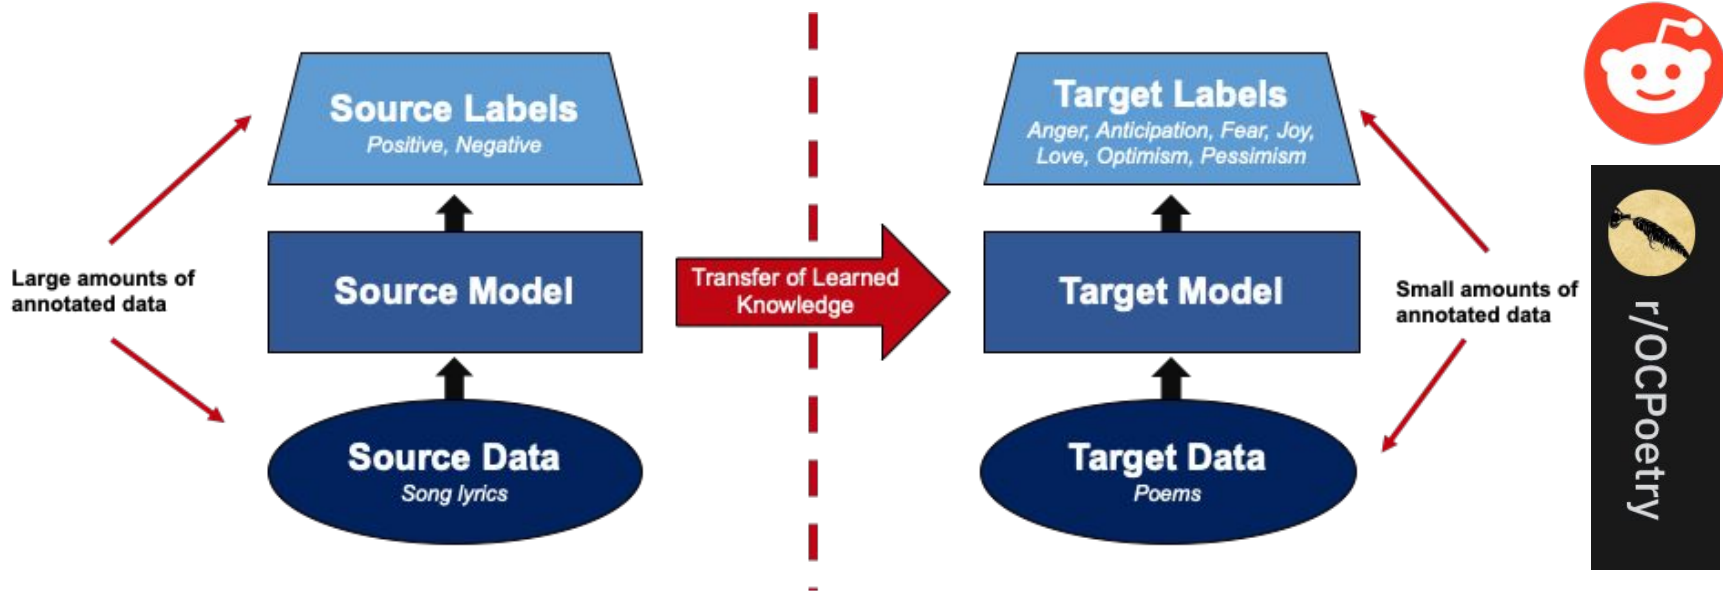 Source Labels
Positive, Negative
Source Model
Source Data
Song lyrics
Large amounts of
annotated data
Transfer of Learned
Knowledge
Target Labels
Anger, Anticipation, Fear, Joy,
Love, Optimism, Pessimism
Target Model
Target Data
Poems
Small amounts of
annotated data
r/OCPoetry